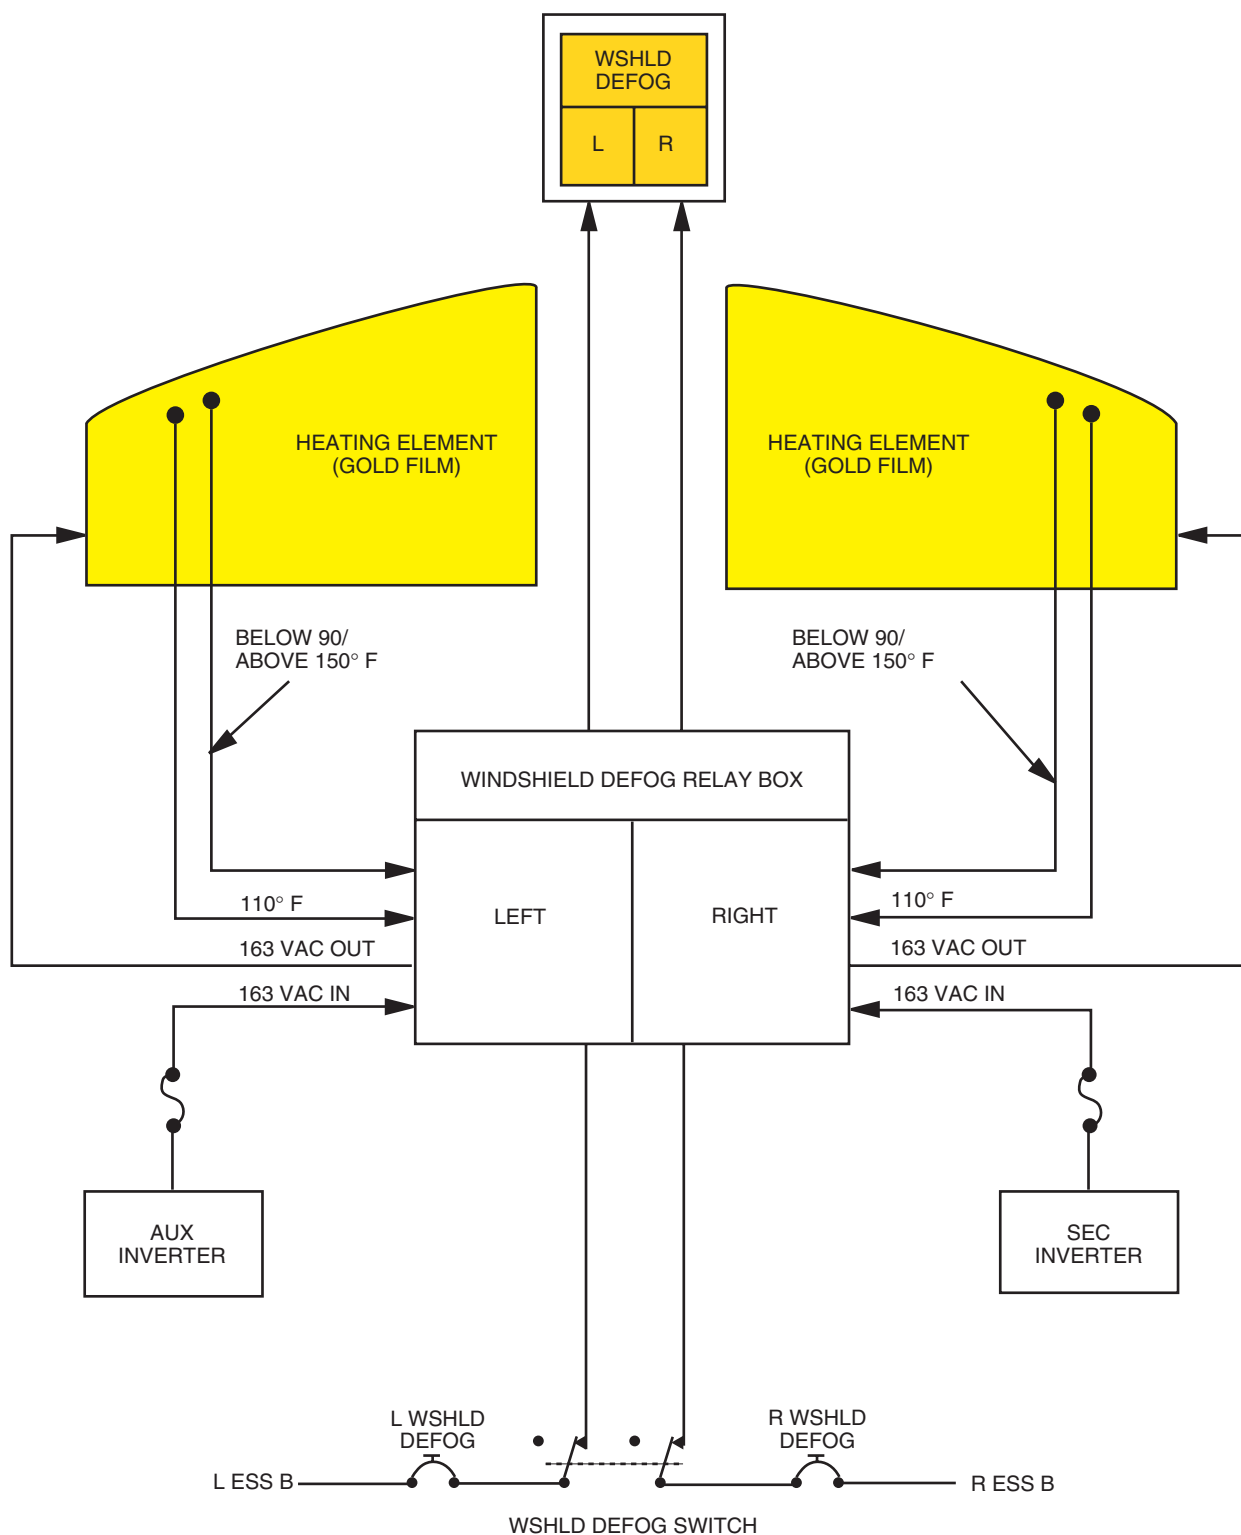 WSHLD
DEFOG
L
R
HEATING ELEMENT
(GOLD FILM)
HEATING ELEMENT
(GOLD FILM)
BELOW 90/
ABOVE 150° F
BELOW 90/
ABOVE 150° F
WINDSHIELD DEFOG RELAY BOX
LEFT
RIGHT
110° F
163 VAC OUT
163 VAC IN
110° F
163 VAC OUT
163 VAC IN
AUX
INVERTER
SEC
INVERTER
L WSHLD
DEFOG
R WSHLD
DEFOG
L ESS B
R ESS B
WSHLD DEFOG SWITCH